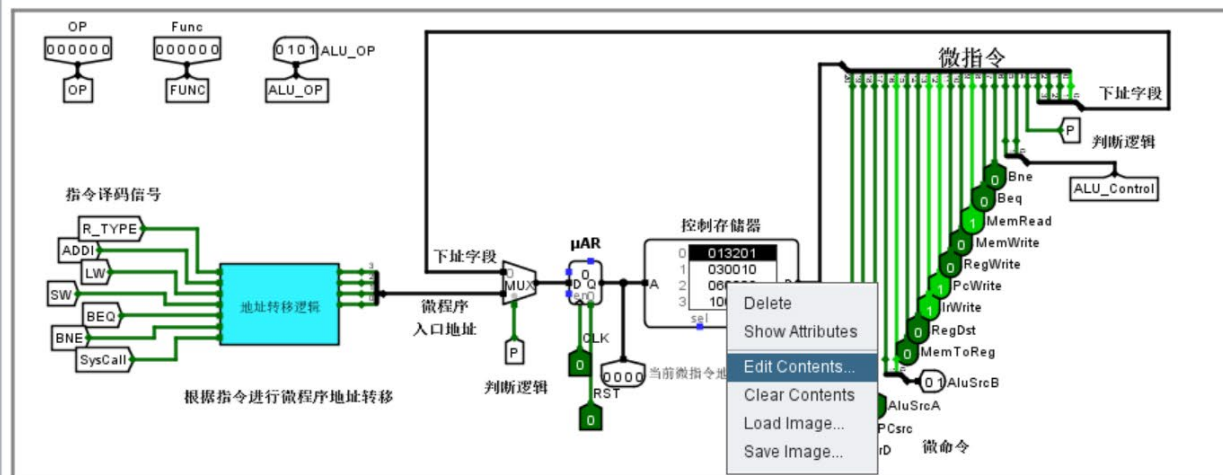 OP
000000
OP
Func
000000
FUNC
0101
ALU_OP
ALU_OP
微指令
下址字段
P
判断逻辑
ALU_Control
指令译码信号
R_TYPE
ADDI
LW
SW
BEQ
BNE
SysCall
地址转移逻辑
根据指令进行微程序地址转移
下址字段
微程序
入口地址
MUX
P
判断逻辑
μAR
D Q
en0
CLK
0
RST
0
0000
当前微指令地
控制存储器
A
0 013201
1 030010
2
3
sel
Delete
Show Attributes
Edit Contents...
Clear Contents
Load Image...
Save Image...
0 Bne
0 Beq
1 MemRead
0 MemWrite
0 RegWrite
1 PcWrite
1 IrWrite
0 RegDst
0 MemToReg
01 AluSrcB
AluSrcA
PCsrc
rD
微命令